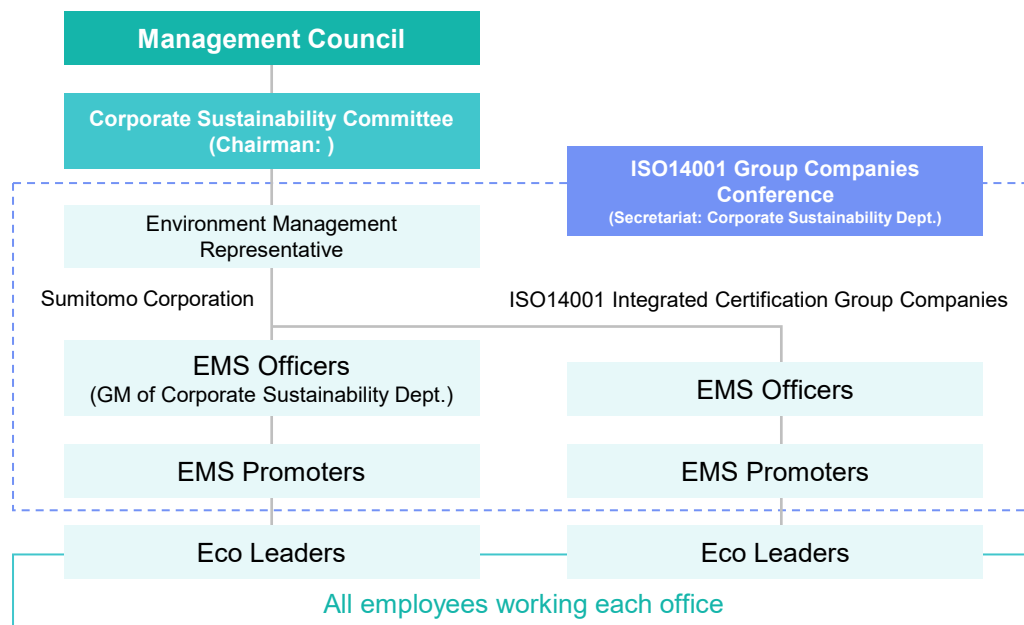 Management Council
Corporate Sustainability Committee
(Chairman: )
ISO14001 Group Companies
Conference
(Secretariat: Corporate Sustainability Dept.)
Environment Management
Representative
Sumitomo Corporation
ISO14001 Integrated Certification Group Companies
EMS Officers
(GM of Corporate Sustainability Dept.)
EMS Officers
EMS Promoters
EMS Promoters
Eco Leaders
Eco Leaders
All employees working each office